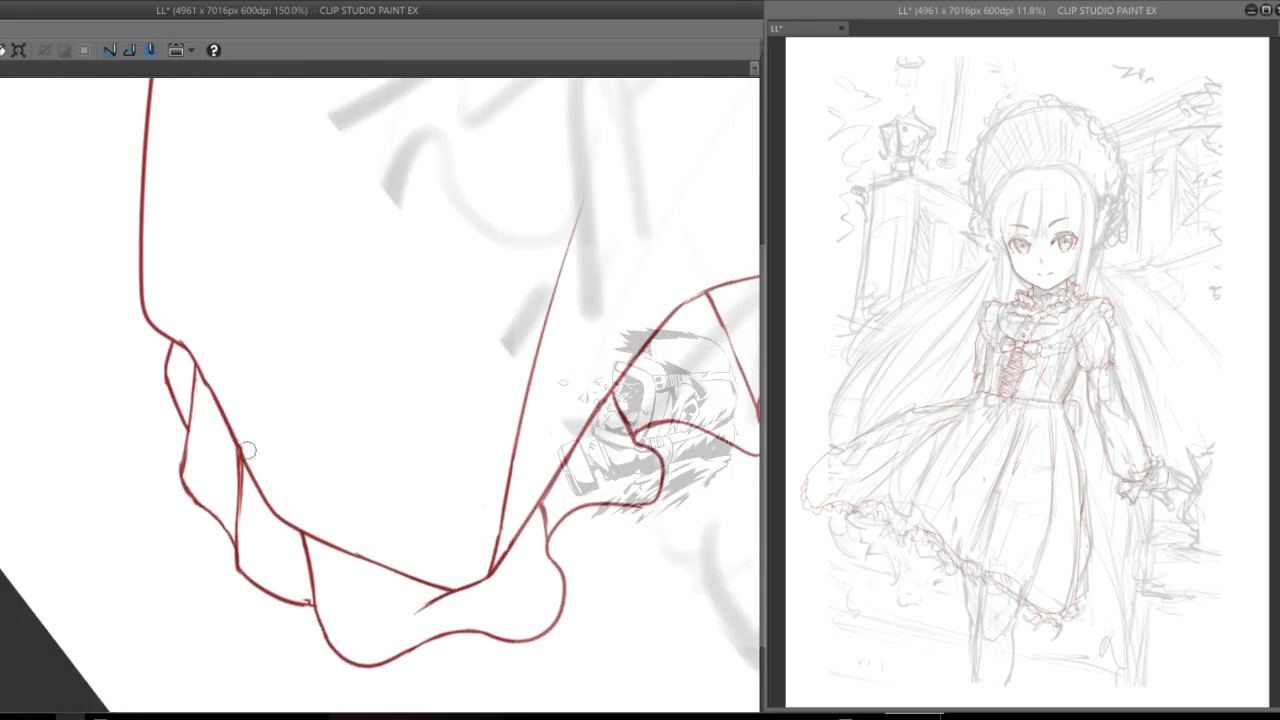 LL* (4961 x 7016px 600dpi 150.0%) - CLIP STUDIO PAINT EX
LL* (4961 x 7016px 600dpi 11.8%) - CLIP STUDIO PAINT EX
LL*